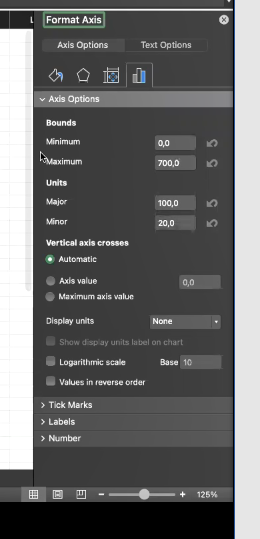 Format Axis
Axis Options Text Options
Axis Options
Bounds
Minimum 0,0
Maximum 700,0
Units
Major 100,0
Minor 20,0
Vertical axis crosses
Automatic
Axis value 0,0
Maximum axis value
Display units None
Show display units label on chart
Logarithmic scale Base 10
Values in reverse order
Tick Marks
Labels
Number
125%